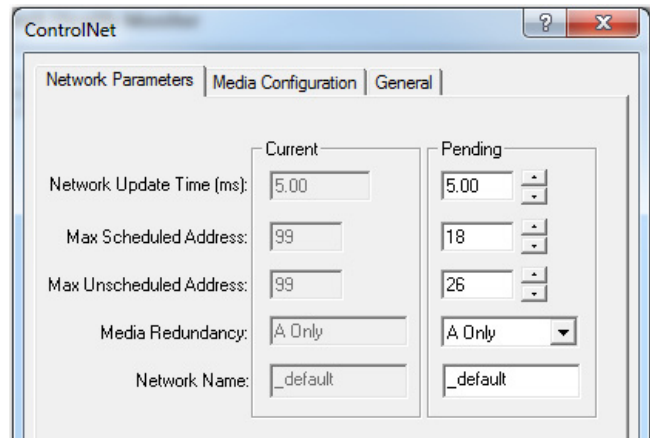 ControlNet
Network Parameters Media Configuration General
Current Pending
Network Update Time (ms): 5.00 5.00
Max Scheduled Address: 99 18
Max Unscheduled Address: 99 26
Media Redundancy: A Only A Only
Network Name: _default _default